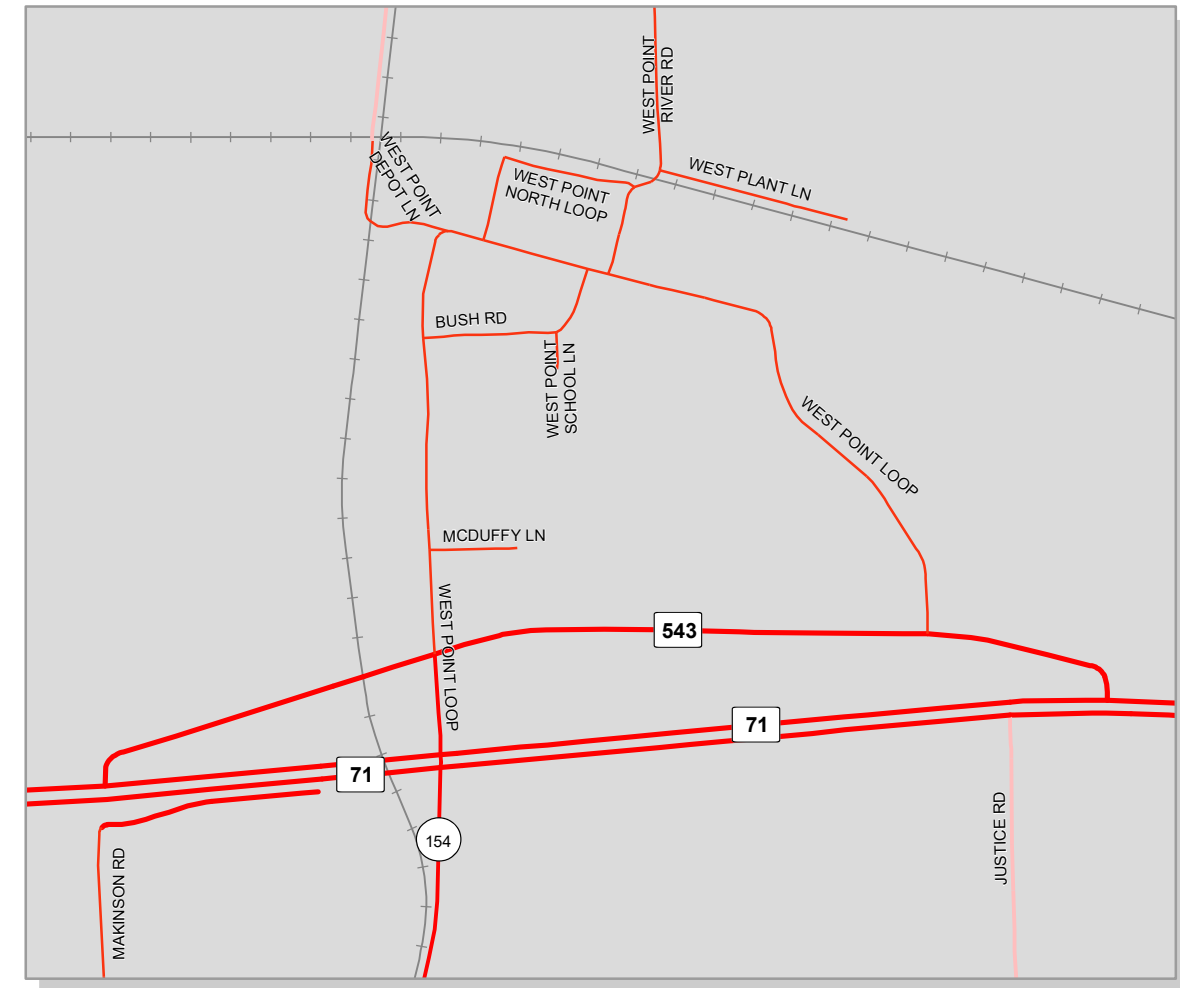 WEST POINT
RIVER RD
WEST POINT
DEPOT LN
WEST PLANT LN
WEST POINT
NORTH LOOP
BUSH RD
WEST POINT
SCHOOL LN
WEST POINT LOOP
MCDUFFY LN
WEST POINT LOOP
543
71
71
154
MAKINSON RD
JUSTICE RD